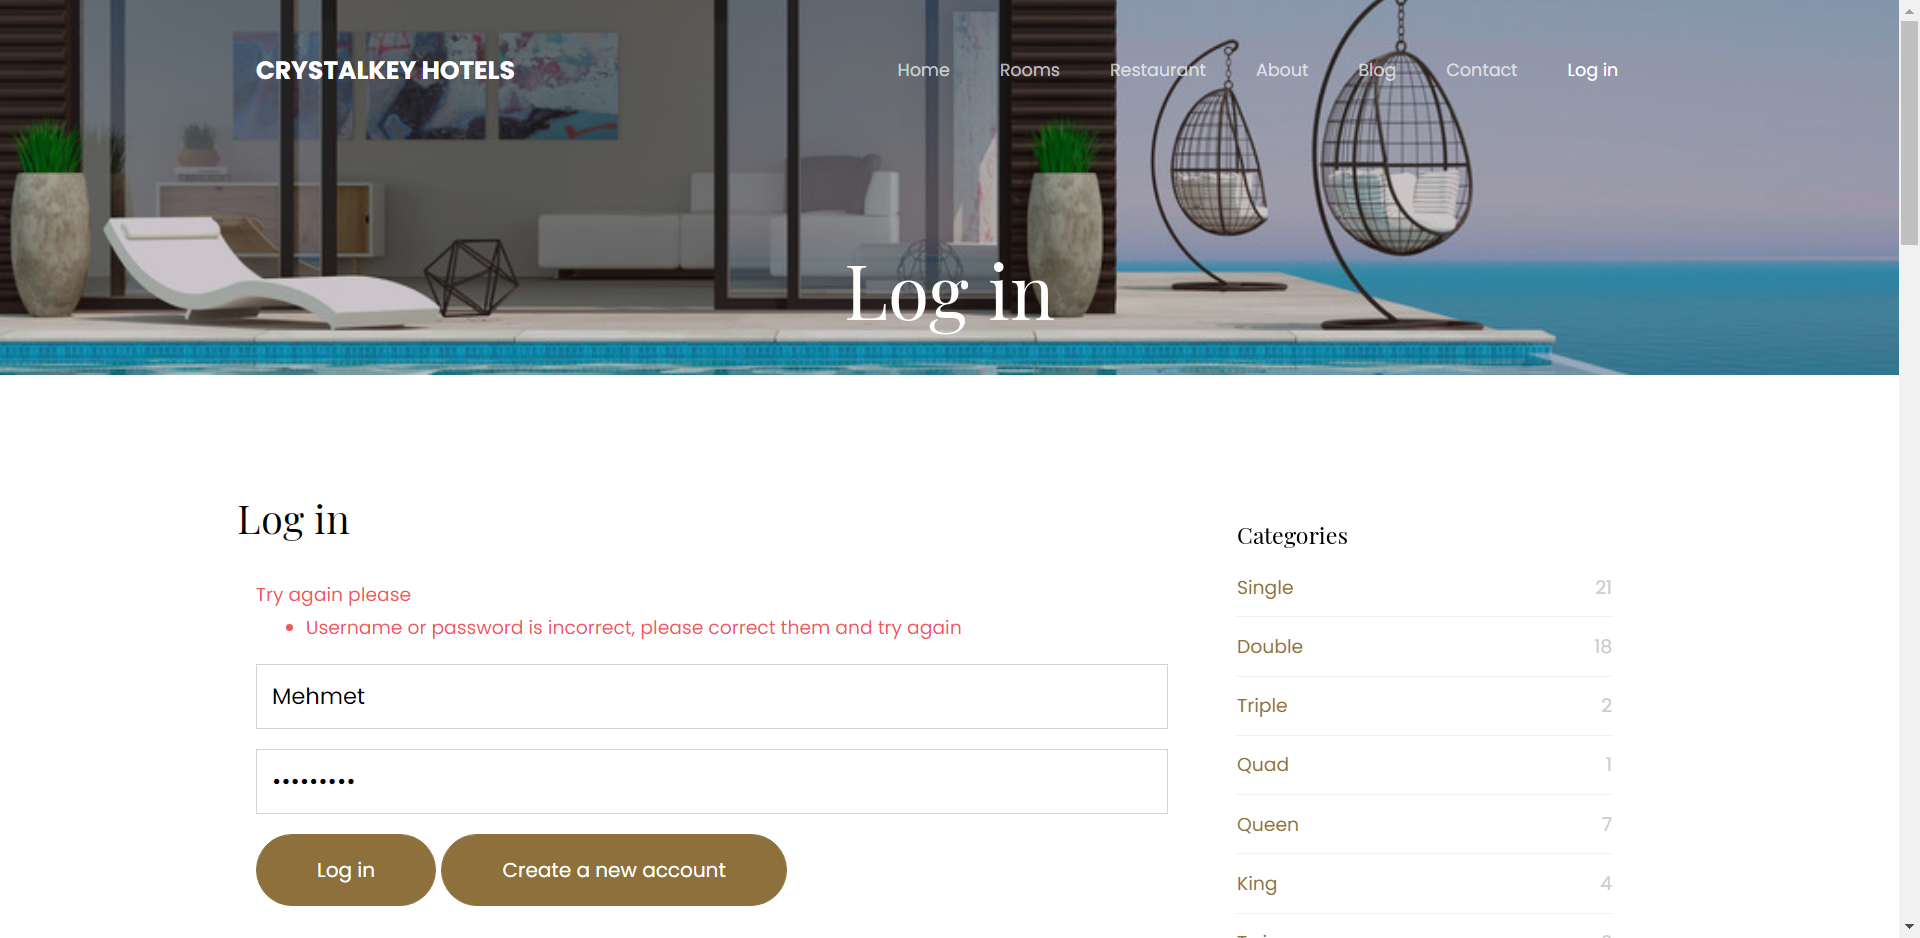 CRYSTALKEY HOTELS
Home Rooms Restaurant About Blog Contact Log in
Log in
Log in
Try again please
Username or password is incorrect, please correct them and try again
Mehmet
•••••••••
Log in Create a new account
Categories
Single 21
Double 18
Triple 2
Quad 1
Queen 7
King 4